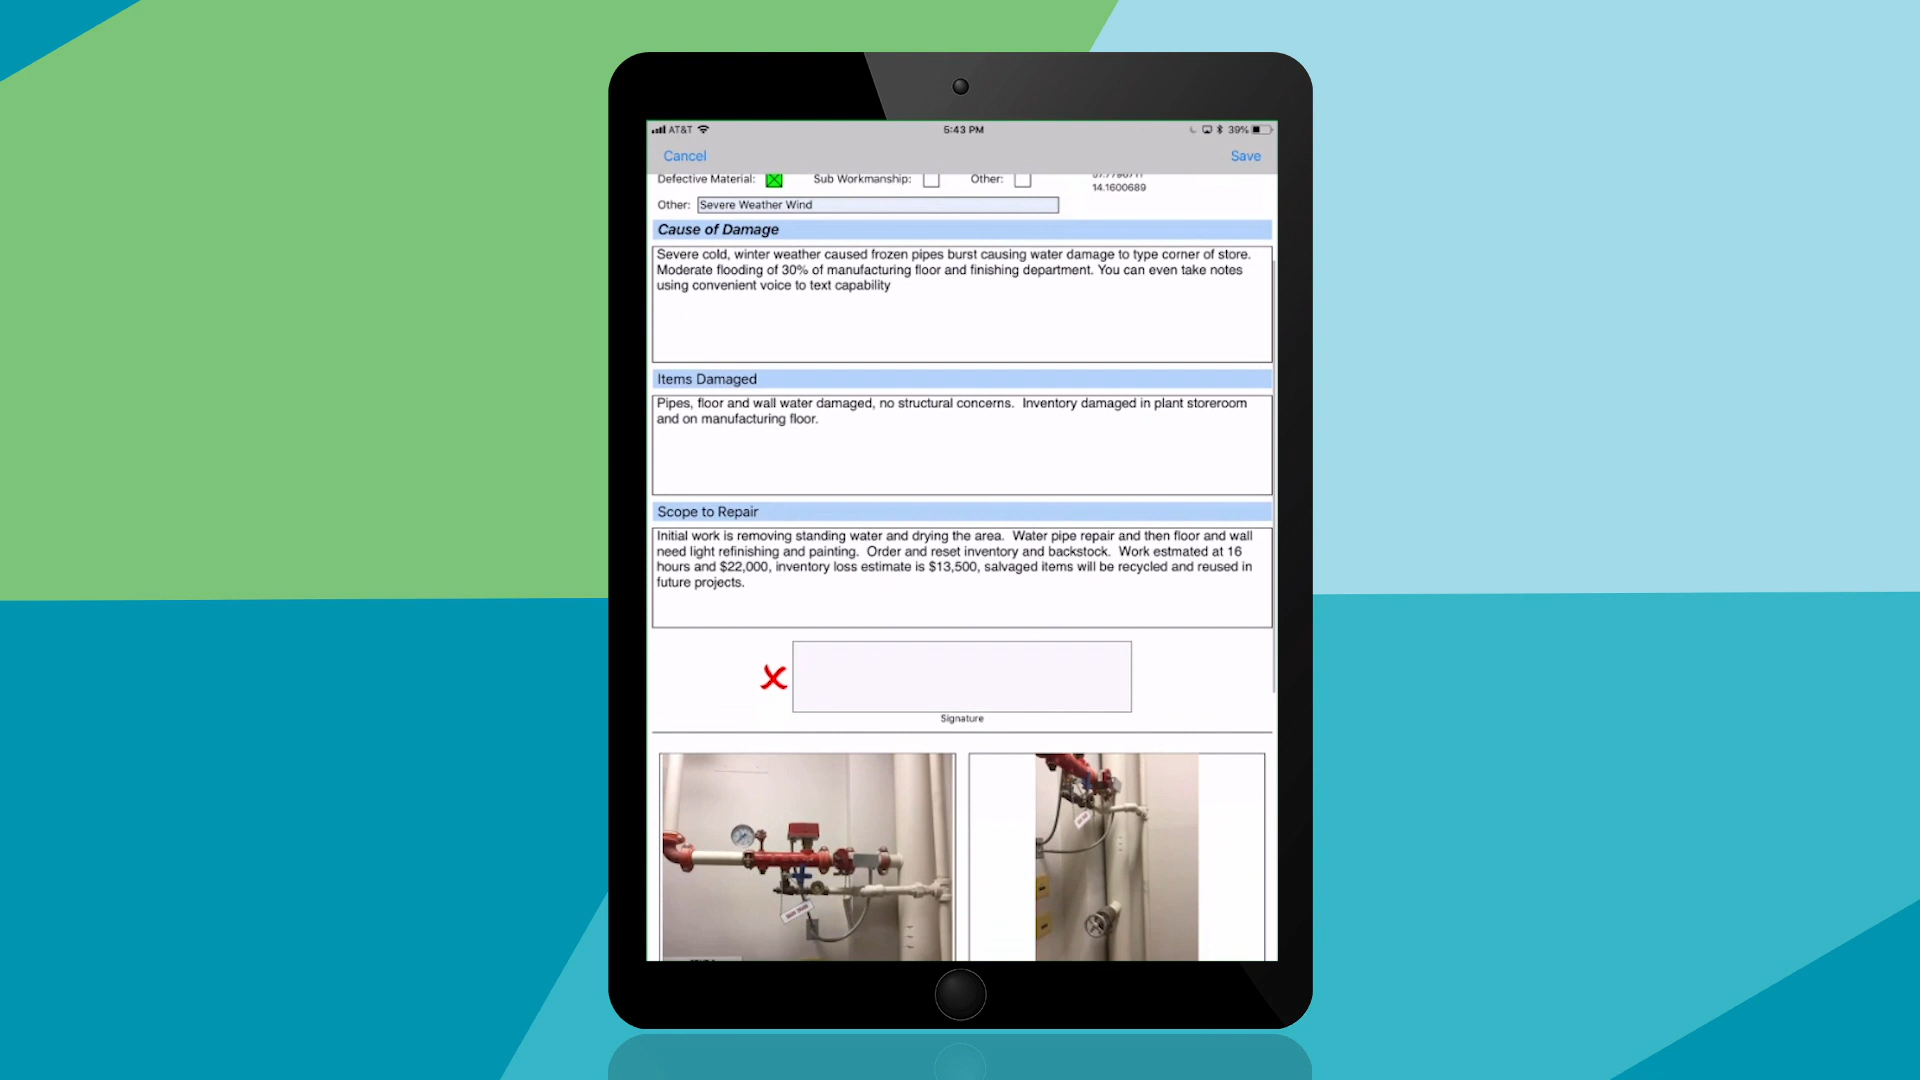 AT&T
5:43 PM
39%
Cancel
Save
Defective Material:
Sub Workmanship:
Other:
14.1600689
Other: Severe Weather Wind
Cause of Damage
Severe cold, winter weather caused frozen pipes burst causing water damage to type corner of store.
Moderate flooding of 30% of manufacturing floor and finishing department. You can even take notes
using convenient voice to text capability
Items Damaged
Pipes, floor and wall water damaged, no structural concerns. Inventory damaged in plant storeroom
and on manufacturing floor.
Scope to Repair
Initial work is removing standing water and drying the area. Water pipe repair and then floor and wall
need light refinishing and painting. Order and reset inventory and backstock. Work estmated at 16
hours and $22,000, inventory loss estimate is $13,500, salvaged items will be recycled and reused in
future projects.
Signature